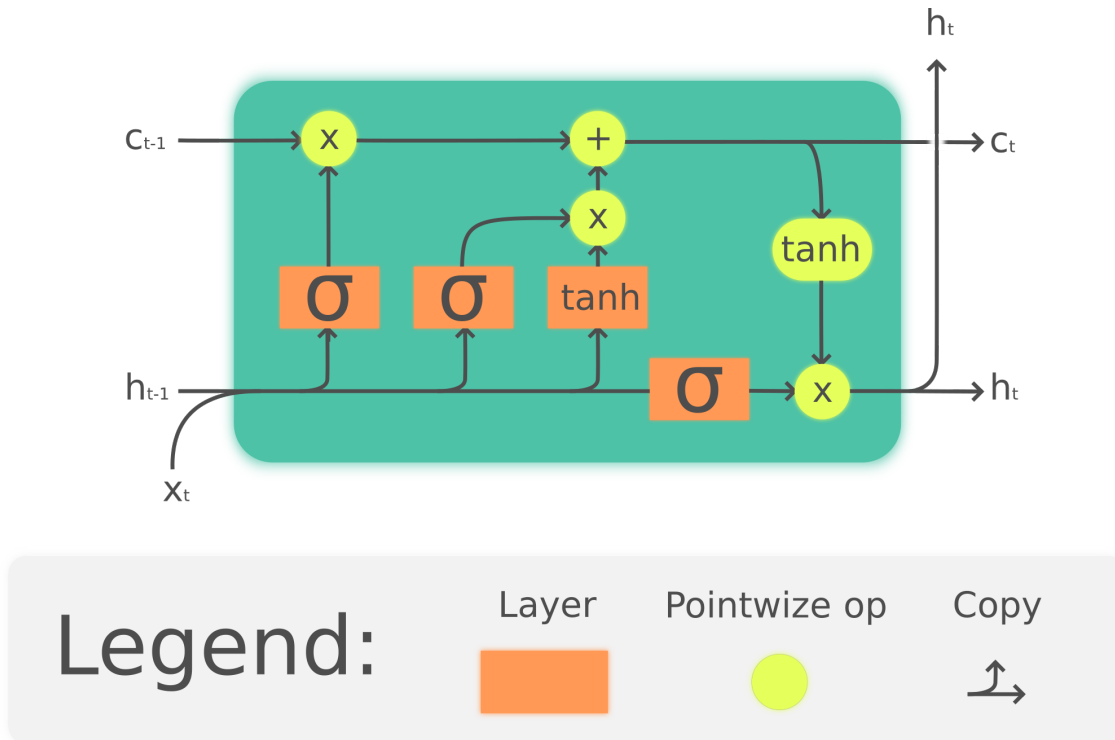 ht
ct-1
x
+
ct
x
tanh
σ
σ
tanh
ht-1
σ
x
ht
xt
Legend:
Layer
Pointwize op
Copy